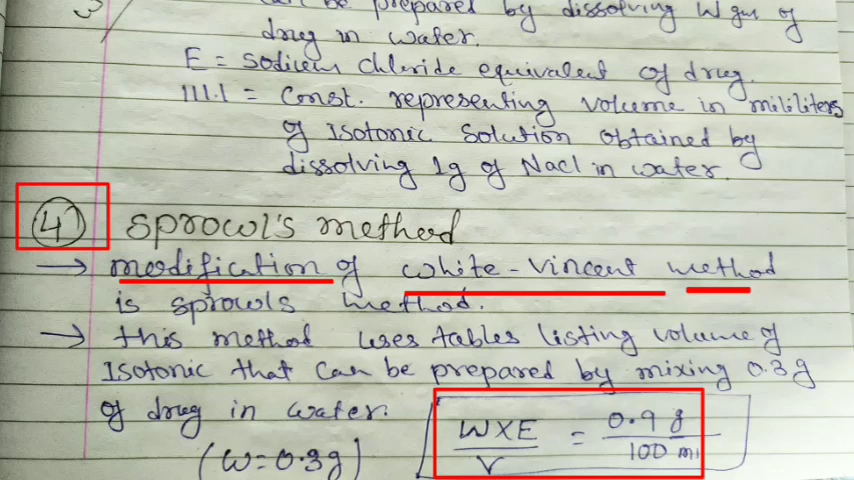 can be prepared by dissolving W gm of
drug in water.
E = Sodium Chloride equivalent of drug.
111.1 = Const. representing volume in mililiters
of Isotonic Solution obtained by
dissolving 1g of Nacl in water.
4 Sprowl's method
→ modification of white-vincent method
is sprowls method.
→ this method uses tables listing volume of
Isotonic that can be prepared by mixing 0.3g
of drug in water.
W X E / V = 0.9 g / 100 ml
(W = 0.3g)